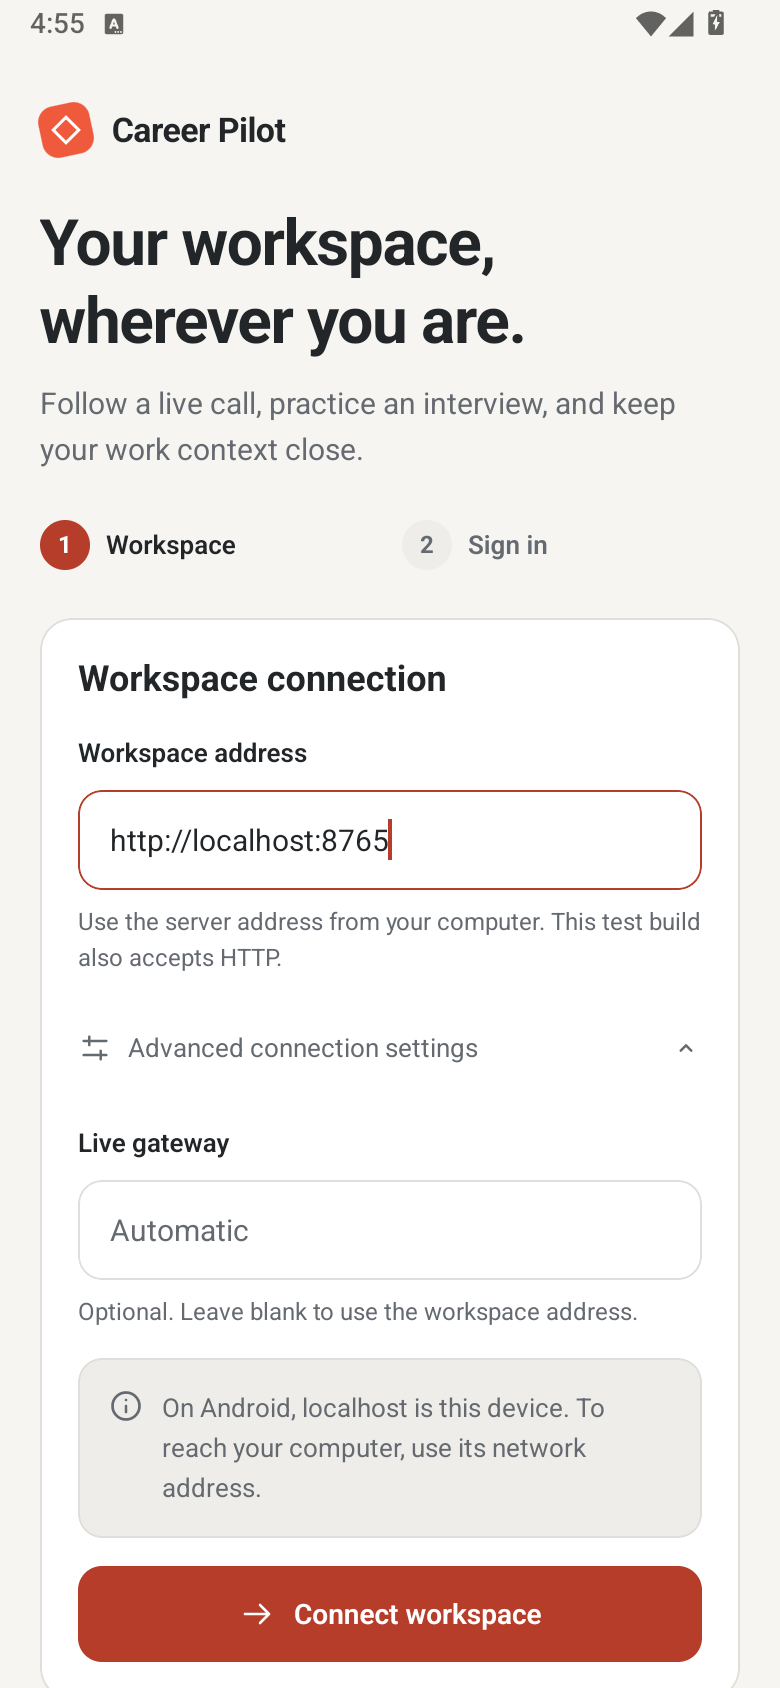 4:55
Career Pilot
Your workspace,
wherever you are.
Follow a live call, practice an interview, and keep
your work context close.
1 Workspace
2 Sign in
Workspace connection
Workspace address
http://localhost:8765
Use the server address from your computer. This test build
also accepts HTTP.
Advanced connection settings
Live gateway
Automatic
Optional. Leave blank to use the workspace address.
On Android, localhost is this device. To
reach your computer, use its network
address.
Connect workspace